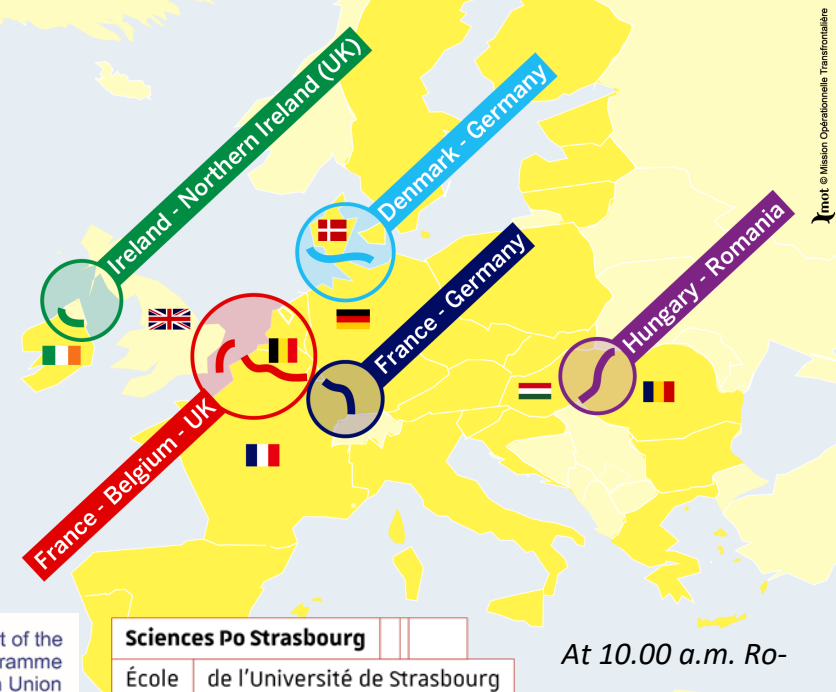 mot © Mission Opérationnelle Transfrontalière
Ireland - Northern Ireland (UK)
Denmark - Germany
France - Germany
Hungary - Romania
France - Belgium - UK
t of the
ramme
Union
Sciences Po Strasbourg
École de l'Université de Strasbourg
At 10.00 a.m. Ro-